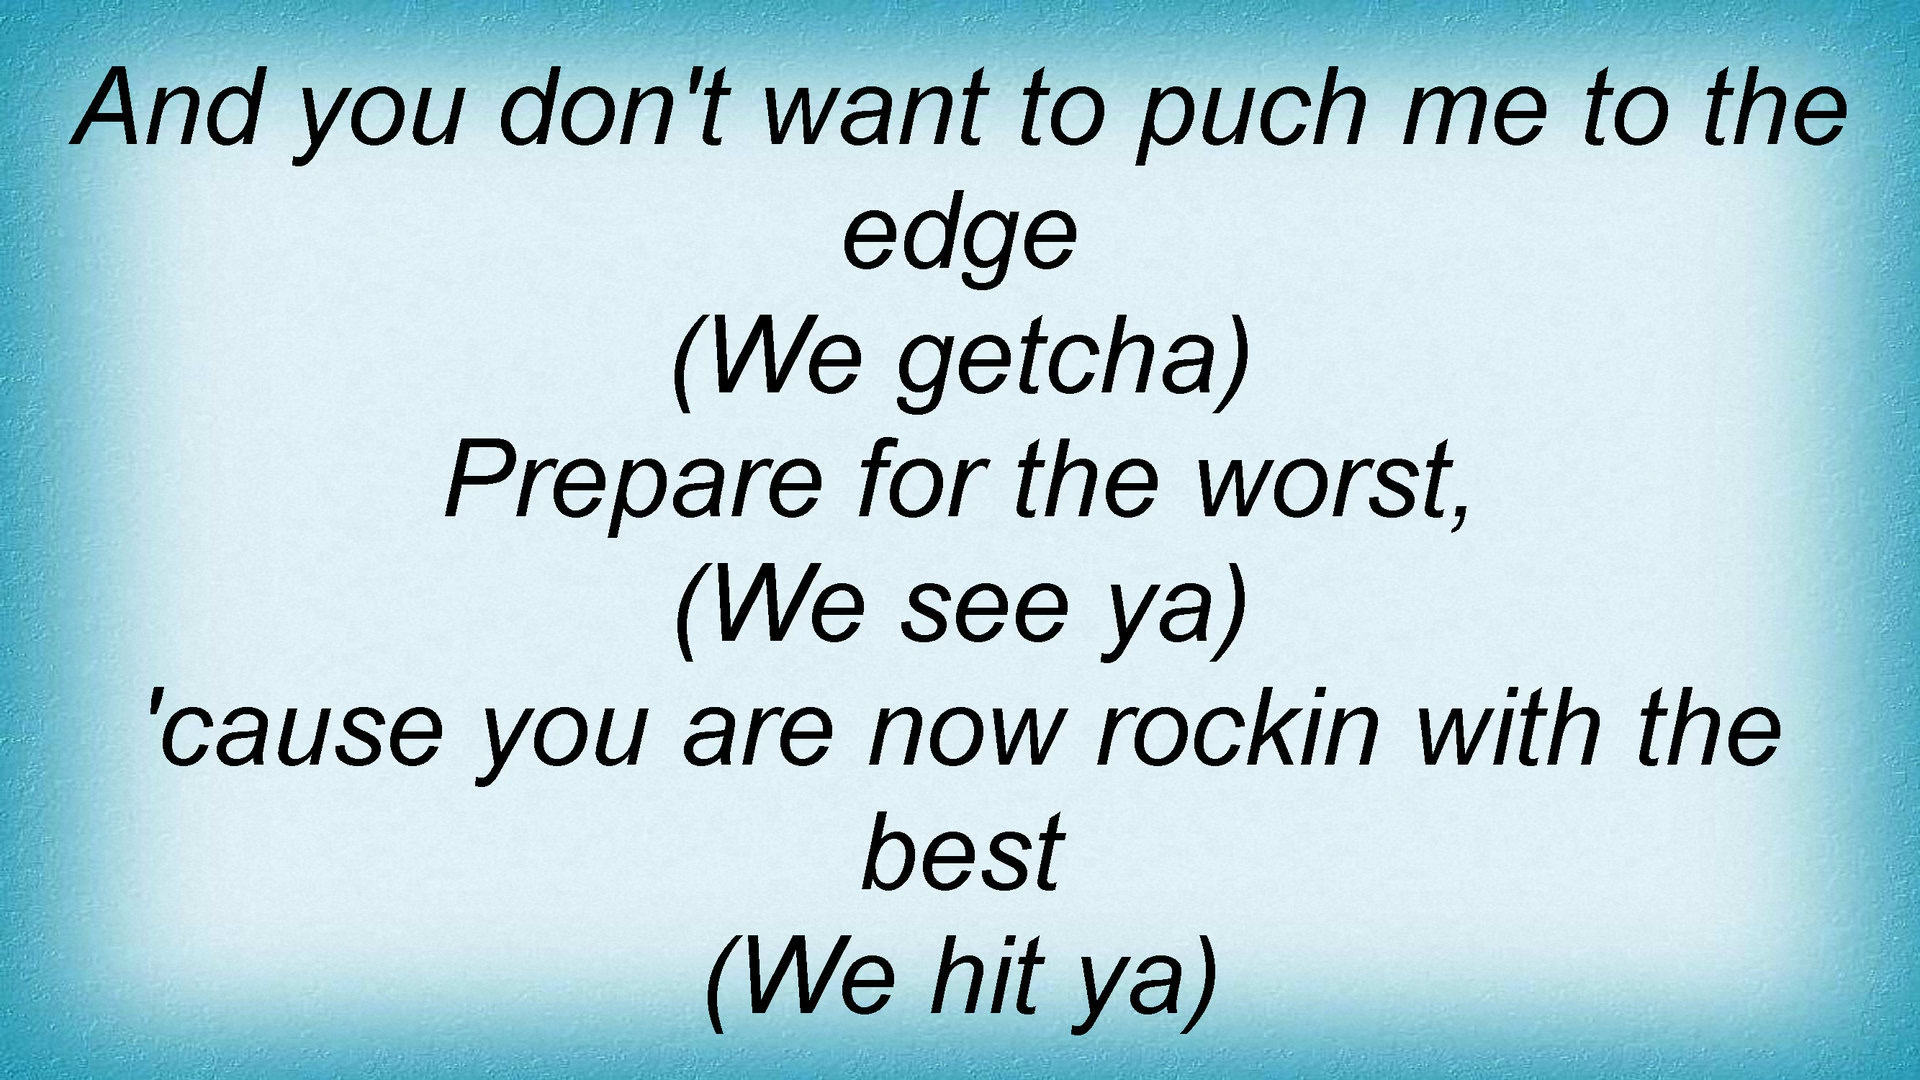 And you don't want to puch me to the
edge
(We getcha)
Prepare for the worst,
(We see ya)
'cause you are now rockin with the
best
(We hit ya)